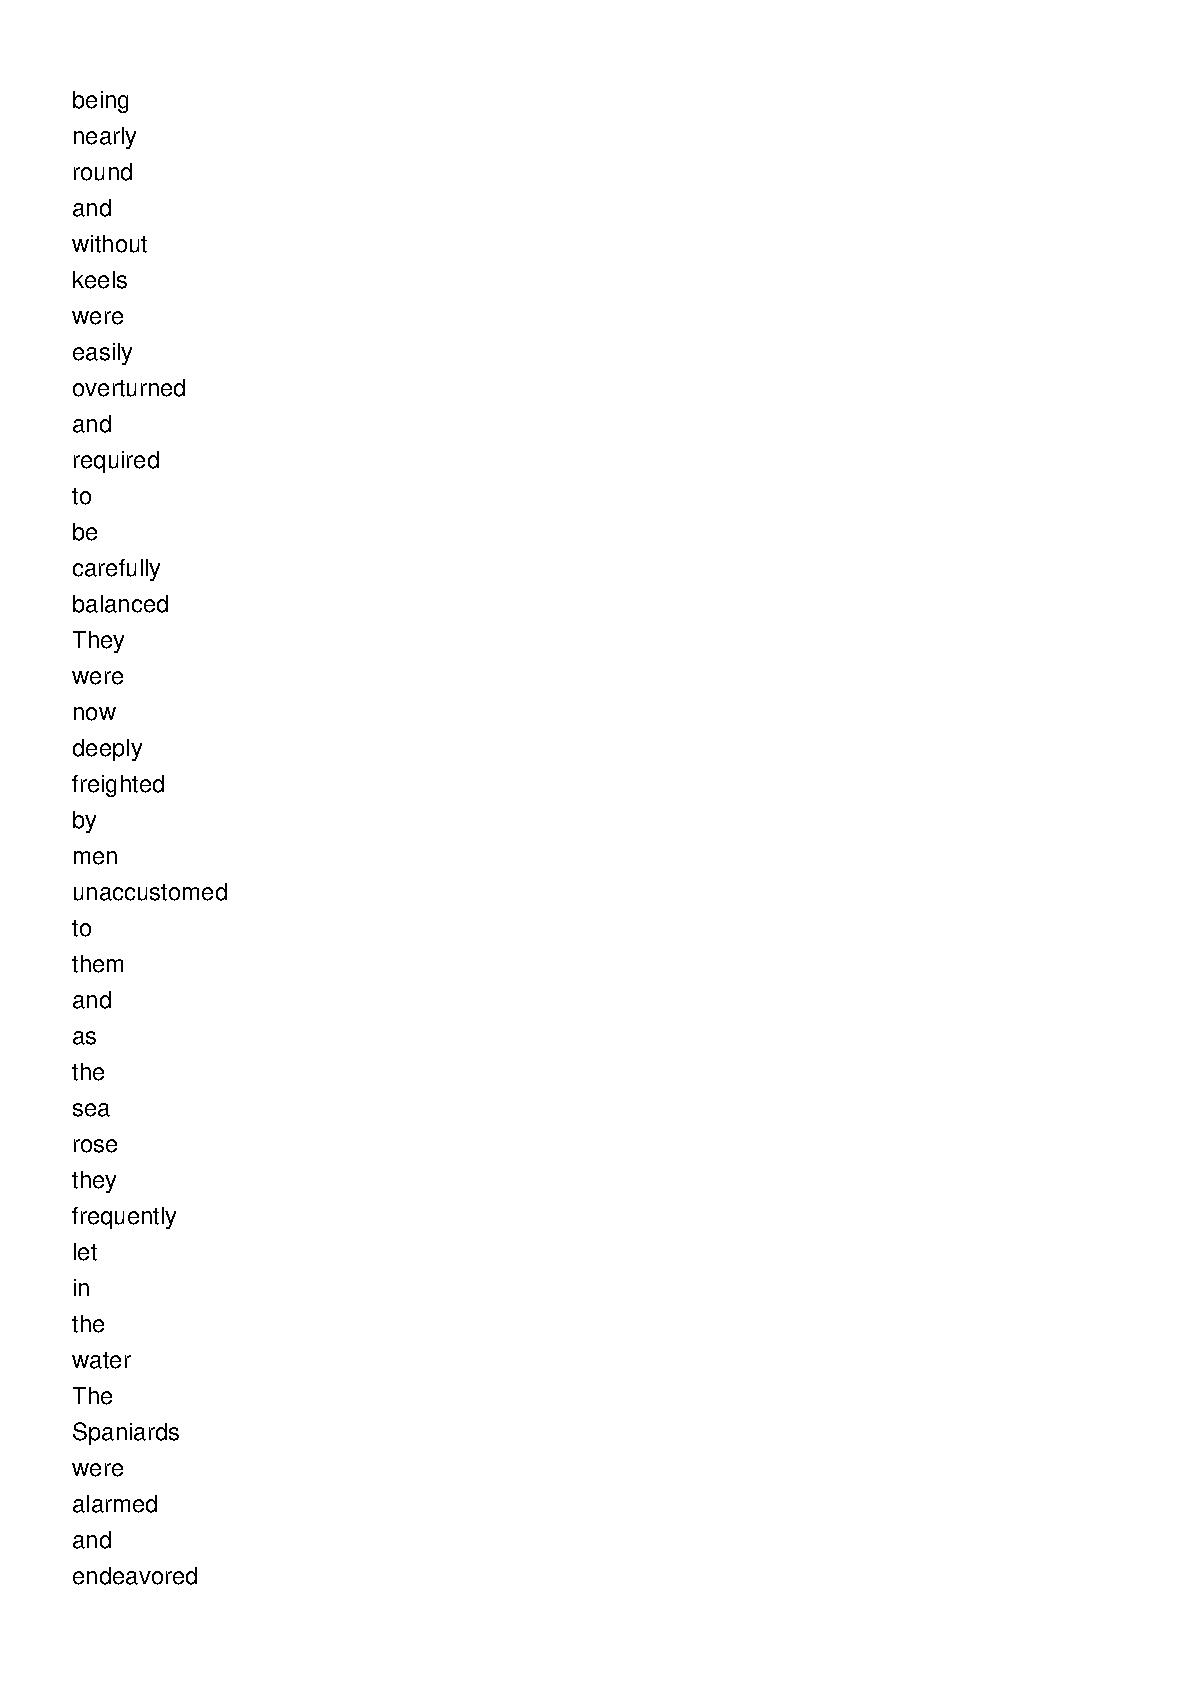 being
nearly
round
and
without
keels
were
easily
overturned
and
required
to
be
carefully
balanced
They
were
now
deeply
freighted
by
men
unaccustomed
to
them
and
as
the
sea
rose
they
frequently
let
in
the
water
The
Spaniards
were
alarmed
and
endeavored